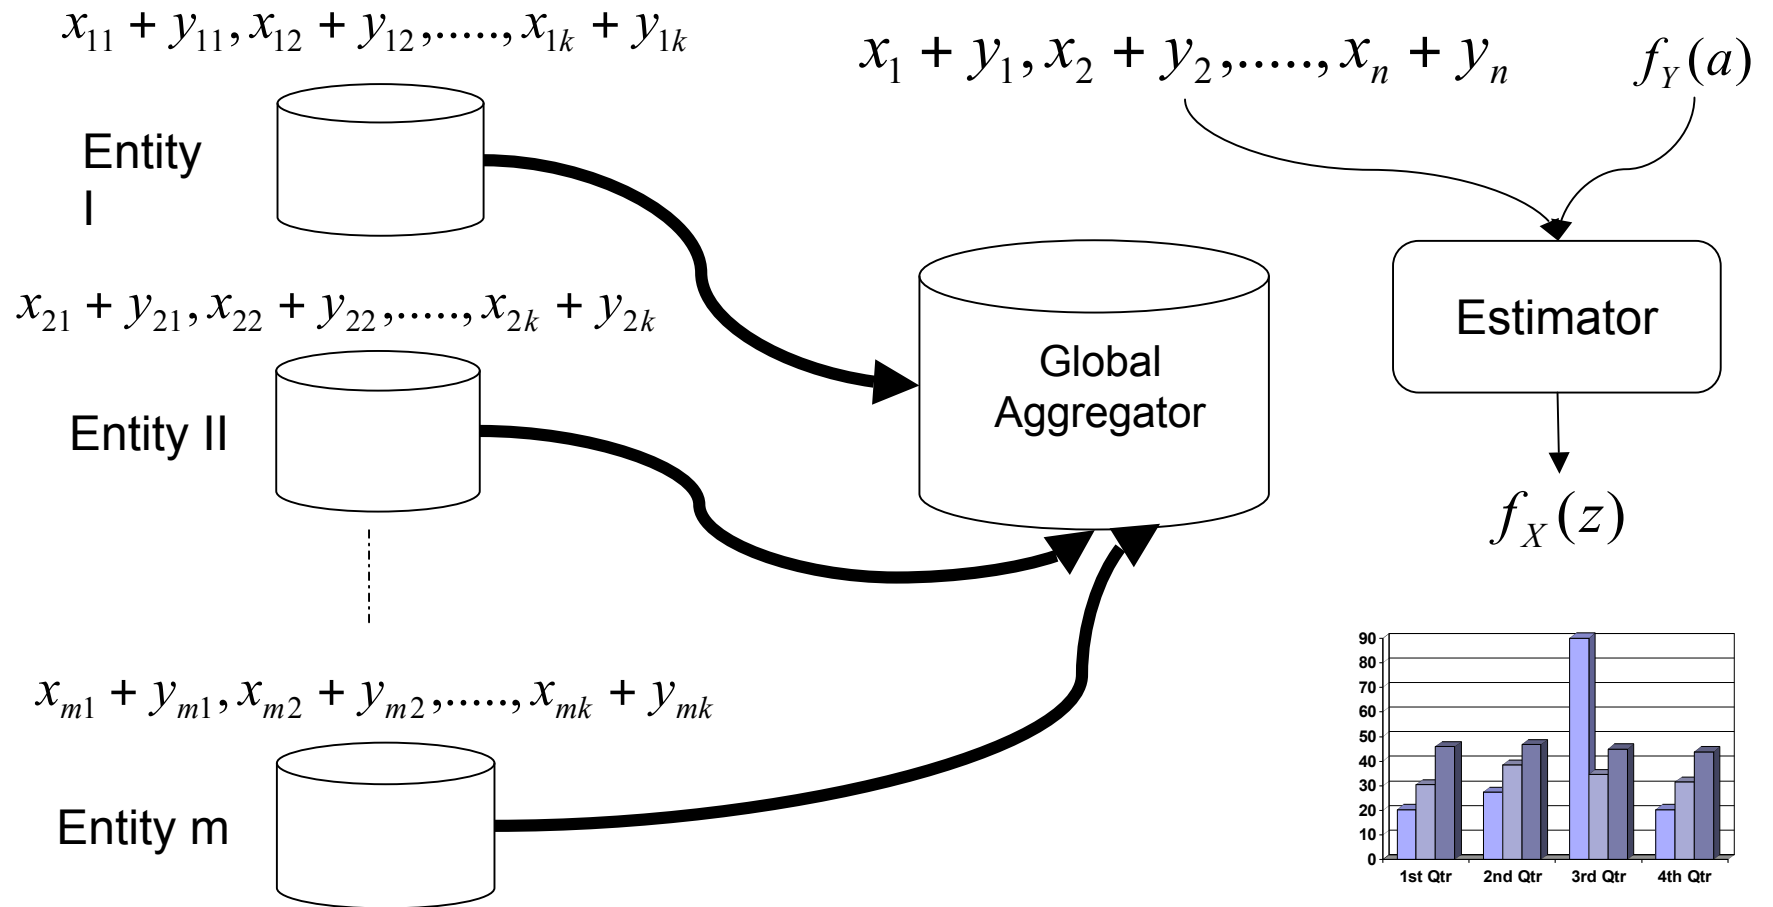 x₁₁ + y₁₁, x₁₂ + y₁₂,....., x₁ₖ + y₁ₖ
x₁ + y₁, x₂ + y₂,....., xₙ + yₙ
f_Y(a)
Entity
I
x₂₁ + y₂₁, x₂₂ + y₂₂,....., x₂ₖ + y₂ₖ
Entity II
Global
Aggregator
Estimator
f_X(z)
xₘ₁ + yₘ₁, xₘ₂ + yₘ₂,....., xₘₖ + yₘₖ
Entity m
90
80
70
60
50
40
30
20
10
0
1st Qtr 2nd Qtr 3rd Qtr 4th Qtr